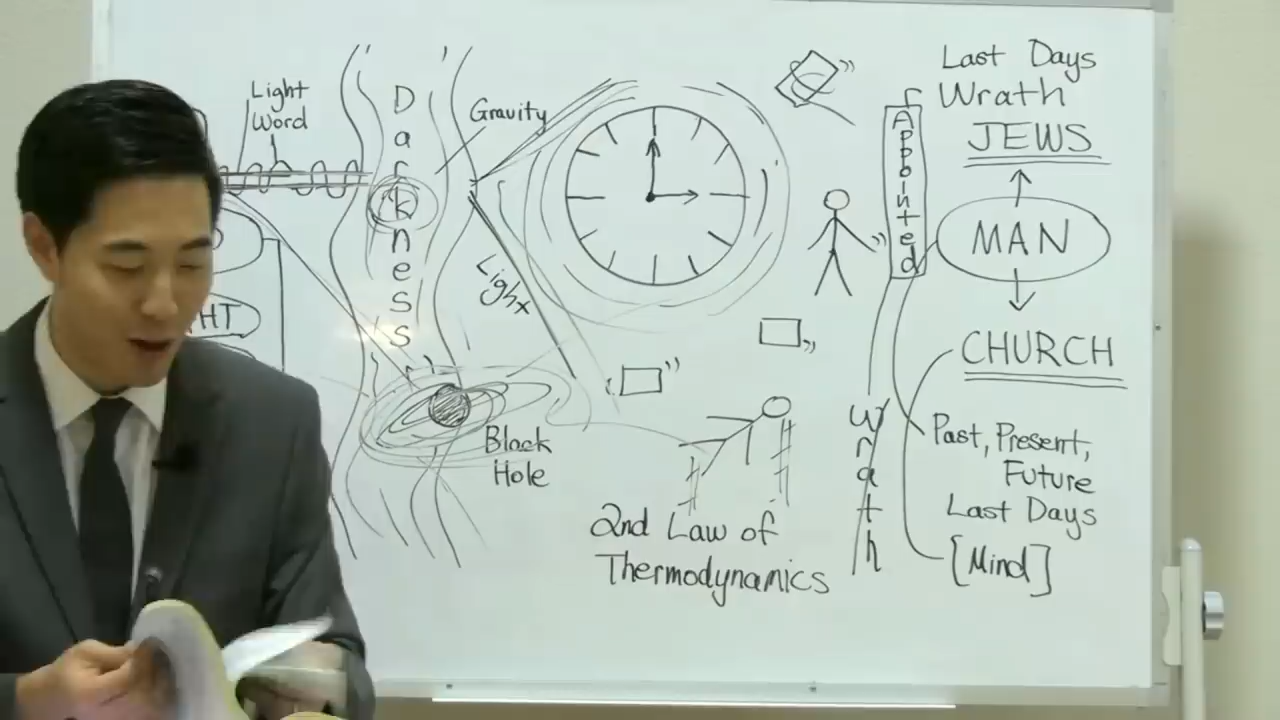 Light
Word
Darkness
Gravity
Light
Black
Hole
2nd Law of
Thermodynamics
Appointed
Wrath
Last Days
Wrath
JEWS
MAN
CHURCH
Past, Present,
Future
Last Days
[Mind]